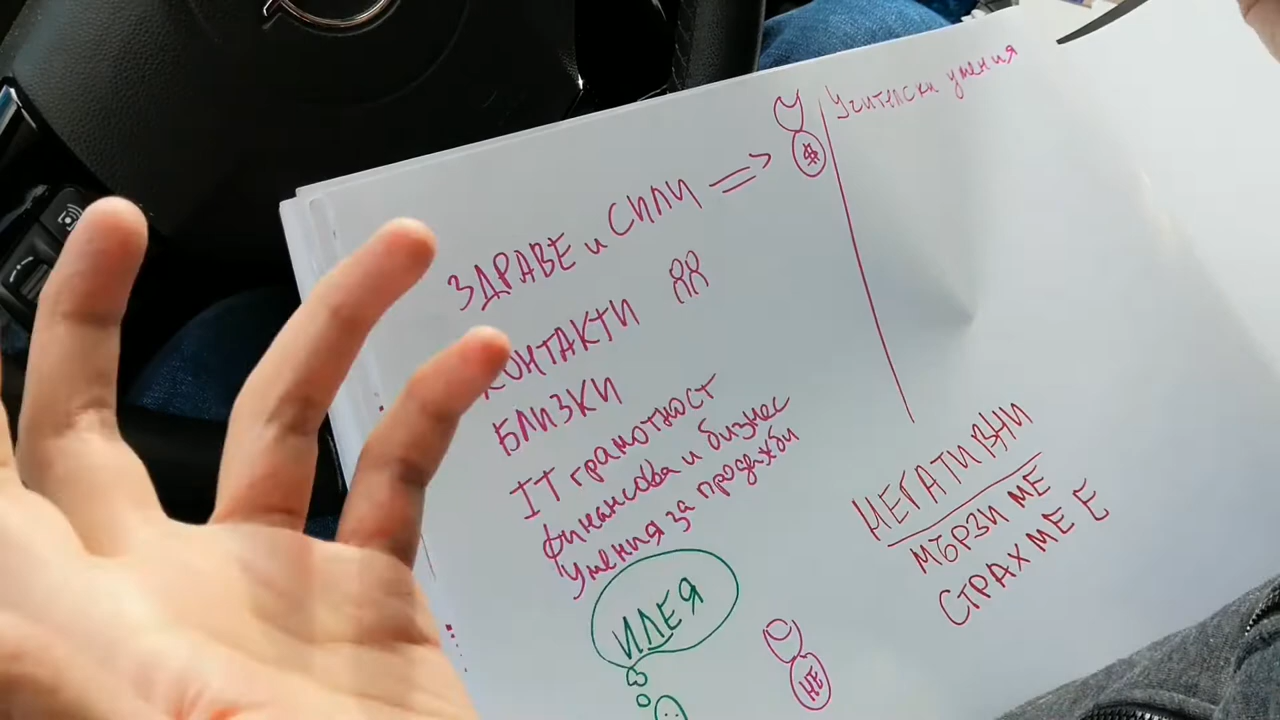 Учителски умения
$
ЗДРАВЕ и СИЛИ =>
КОНТАКТИ
БЛИЗКИ
IT грамотност
финансова и бизнес
Умения за продажби
НЕГАТИВНИ
МЪРЗИ МЕ
СТРАХ МЕ Е
ИДЕЯ
НЕ